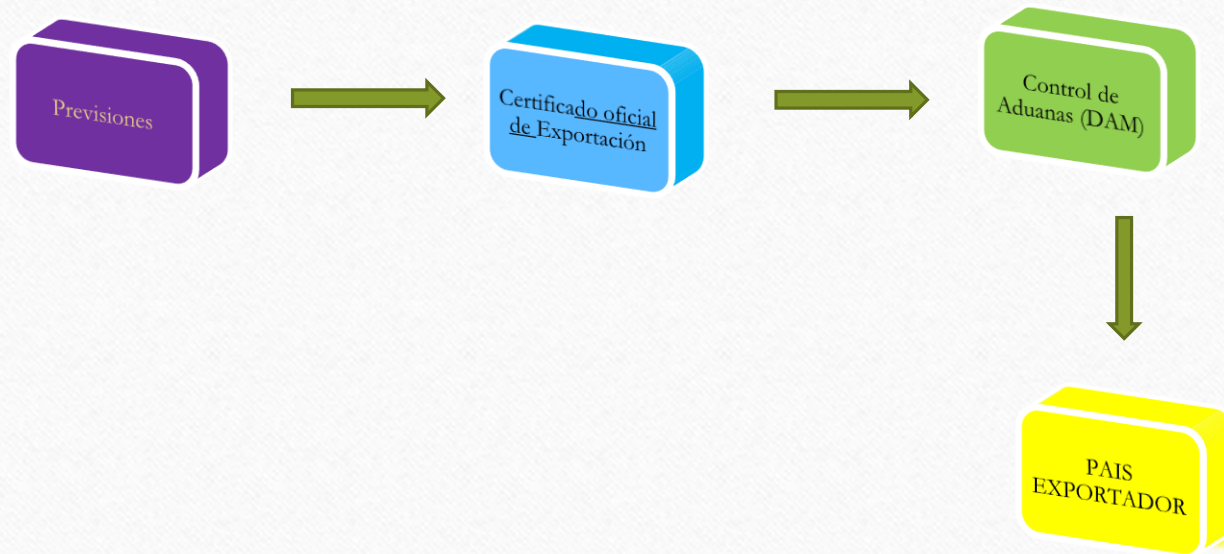 Previsiones
Certificado oficial
de Exportación
Control de
Aduanas (DAM)
PAIS
EXPORTADOR